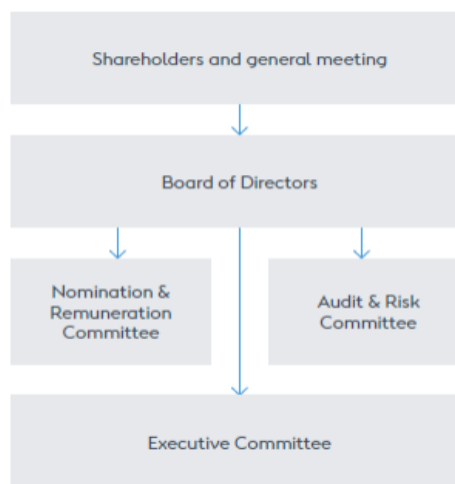 Shareholders and general meeting
Board of Directors
Nomination &
Remuneration
Committee
Audit & Risk
Committee
Executive Committee